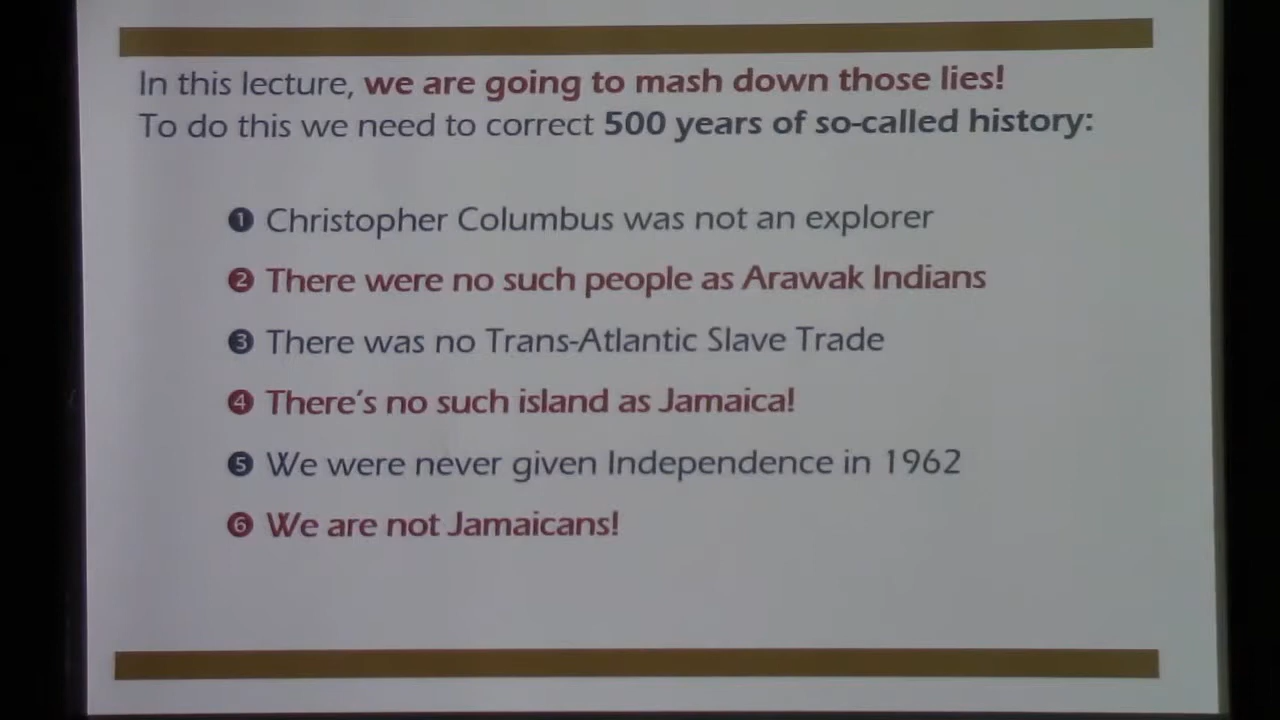 In this lecture, we are going to mash down those lies!
To do this we need to correct 500 years of so-called history:
❶ Christopher Columbus was not an explorer
❷ There were no such people as Arawak Indians
❸ There was no Trans-Atlantic Slave Trade
❹ There's no such island as Jamaica!
❺ We were never given Independence in 1962
❻ We are not Jamaicans!